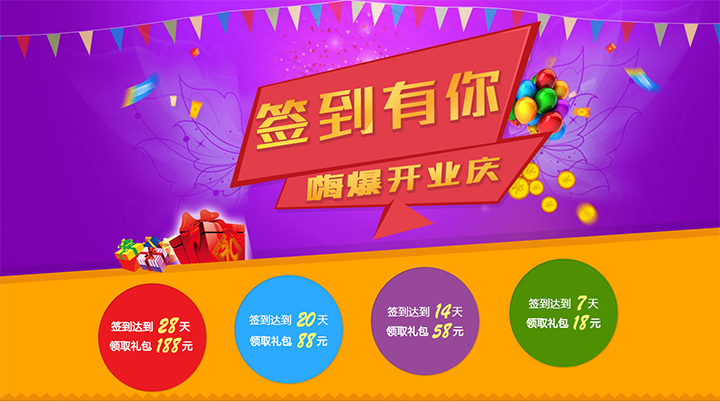 签到有你
嗨爆开业庆
签到达到 28 天
领取礼包 188 元
签到达到 20 天
领取礼包 88 元
签到达到 14 天
领取礼包 58 元
签到达到 7 天
领取礼包 18 元